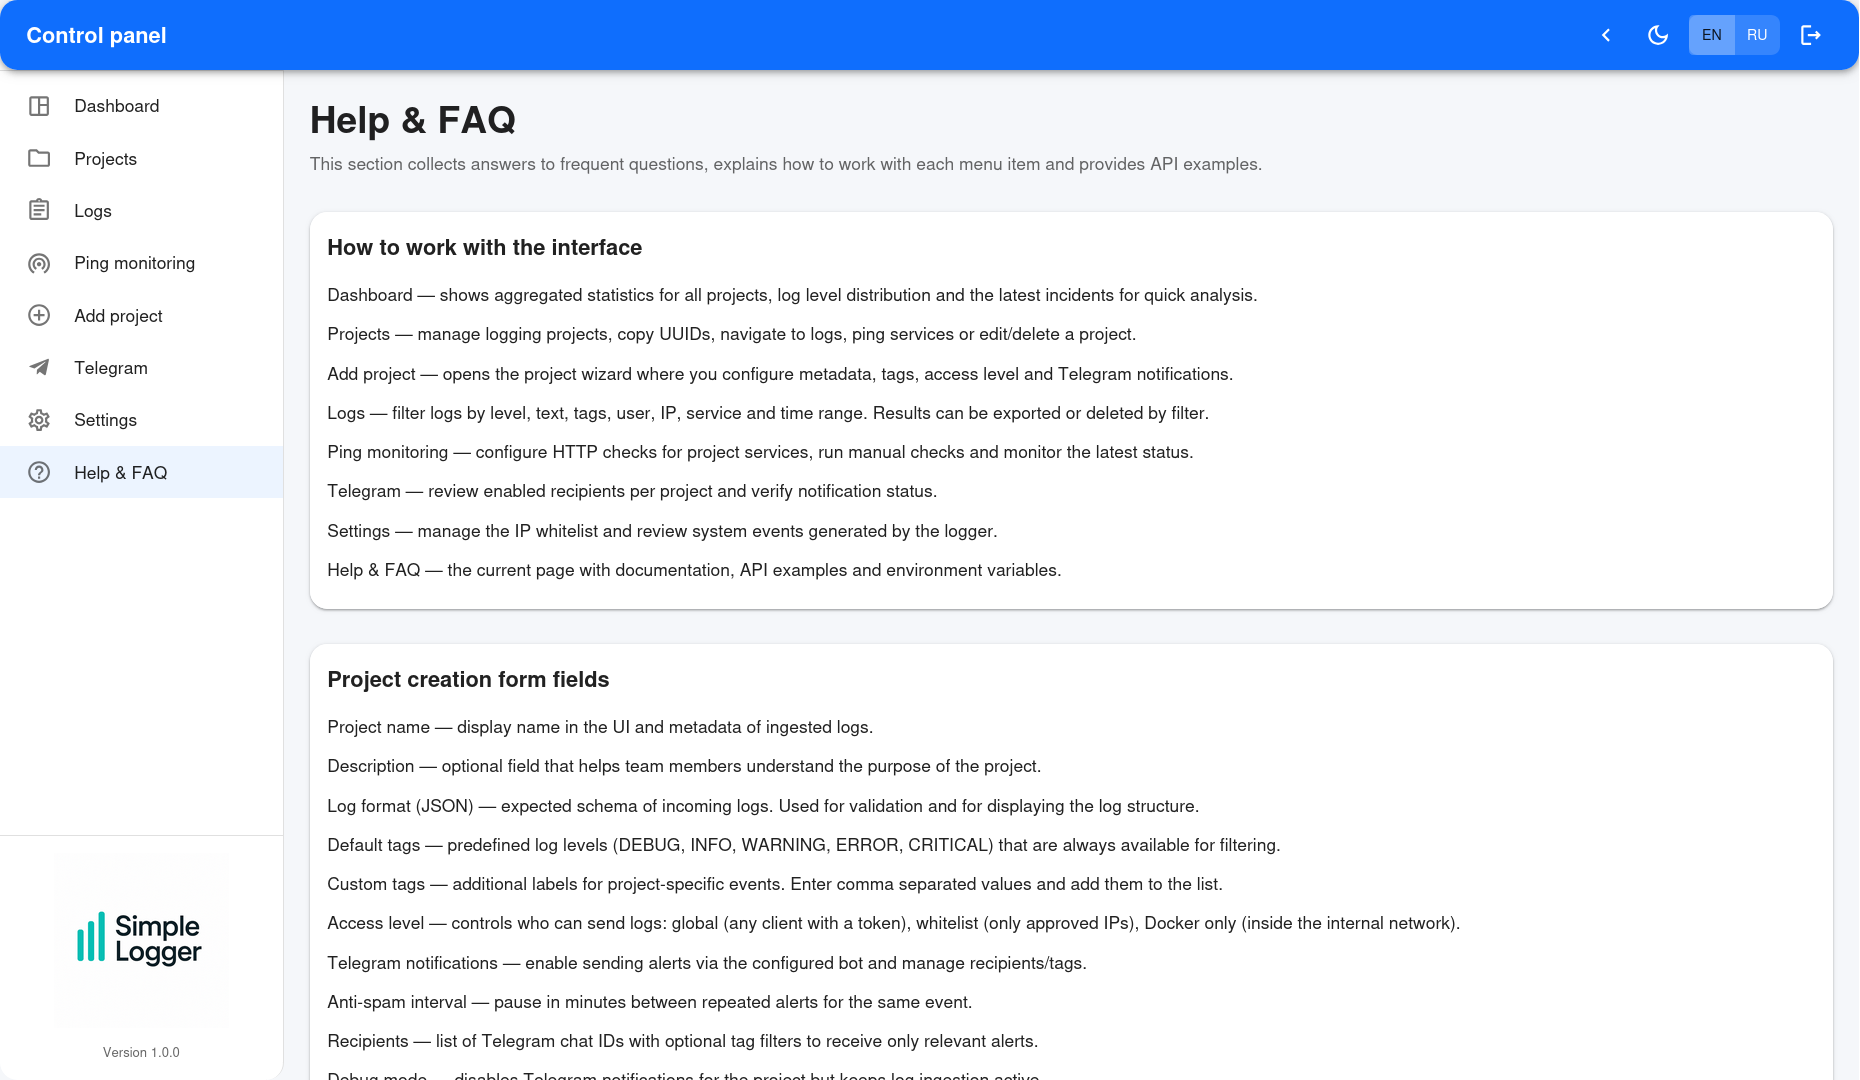 Control panel
EN
RU
Dashboard
Projects
Logs
Ping monitoring
Add project
Telegram
Settings
Help & FAQ
Simple
Logger
Version 1.0.0
Help & FAQ
This section collects answers to frequent questions, explains how to work with each menu item and provides API examples.
How to work with the interface
Dashboard — shows aggregated statistics for all projects, log level distribution and the latest incidents for quick analysis.
Projects — manage logging projects, copy UUIDs, navigate to logs, ping services or edit/delete a project.
Add project — opens the project wizard where you configure metadata, tags, access level and Telegram notifications.
Logs — filter logs by level, text, tags, user, IP, service and time range. Results can be exported or deleted by filter.
Ping monitoring — configure HTTP checks for project services, run manual checks and monitor the latest status.
Telegram — review enabled recipients per project and verify notification status.
Settings — manage the IP whitelist and review system events generated by the logger.
Help & FAQ — the current page with documentation, API examples and environment variables.
Project creation form fields
Project name — display name in the UI and metadata of ingested logs.
Description — optional field that helps team members understand the purpose of the project.
Log format (JSON) — expected schema of incoming logs. Used for validation and for displaying the log structure.
Default tags — predefined log levels (DEBUG, INFO, WARNING, ERROR, CRITICAL) that are always available for filtering.
Custom tags — additional labels for project-specific events. Enter comma separated values and add them to the list.
Access level — controls who can send logs: global (any client with a token), whitelist (only approved IPs), Docker only (inside the internal network).
Telegram notifications — enable sending alerts via the configured bot and manage recipients/tags.
Anti-spam interval — pause in minutes between repeated alerts for the same event.
Recipients — list of Telegram chat IDs with optional tag filters to receive only relevant alerts.
Debug mode — disables Telegram notifications for the project but keeps log ingestion active.